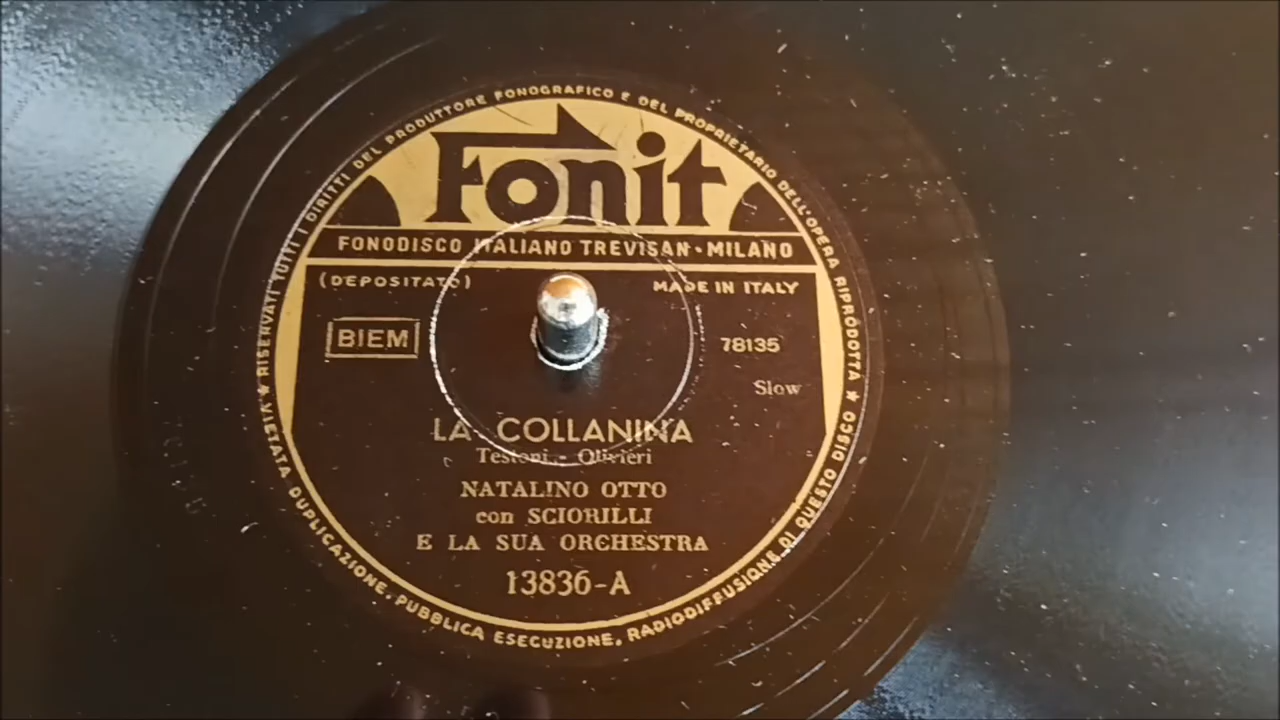 ★ RISERVATI TUTTI I DIRITTI DEL PRODUTTORE FONOGRAFICO E DEL PROPRIETARIO DELL'OPERA RIPRODOTTA ★
Fonit
FONODISCO ITALIANO TREVISAN · MILANO
(DEPOSITATO)
MADE IN ITALY
BIEM
78135
Slow
LA COLLANINA
Testoni - Olivieri
NATALINO OTTO
con SCIORILLI
E LA SUA ORCHESTRA
13836-A
VIETATA DUPLICAZIONE, PUBBLICA ESECUZIONE, RADIODIFFUSIONE DI QUESTO DISCO